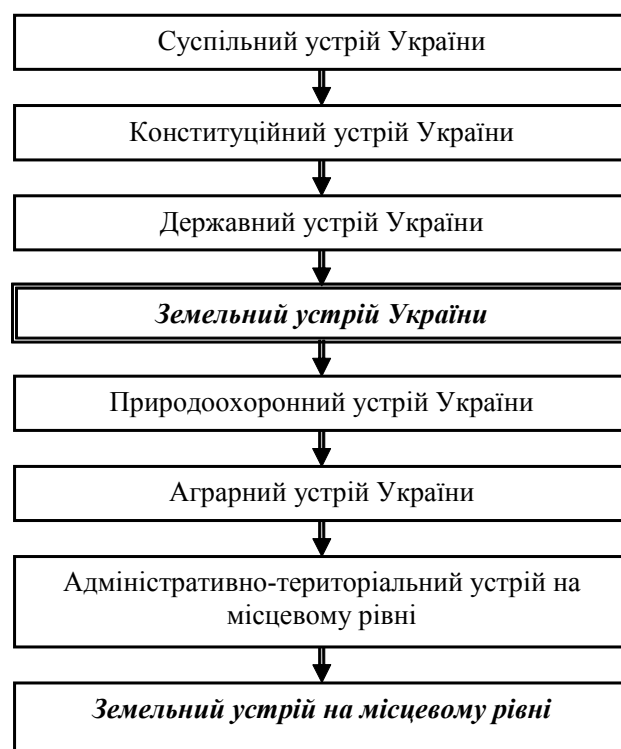 Суспільний устрій України
Конституційний устрій України
Державний устрій України
Земельний устрій України
Природоохоронний устрій України
Аграрний устрій України
Адміністративно-територіальний устрій на
місцевому рівні
Земельний устрій на місцевому рівні